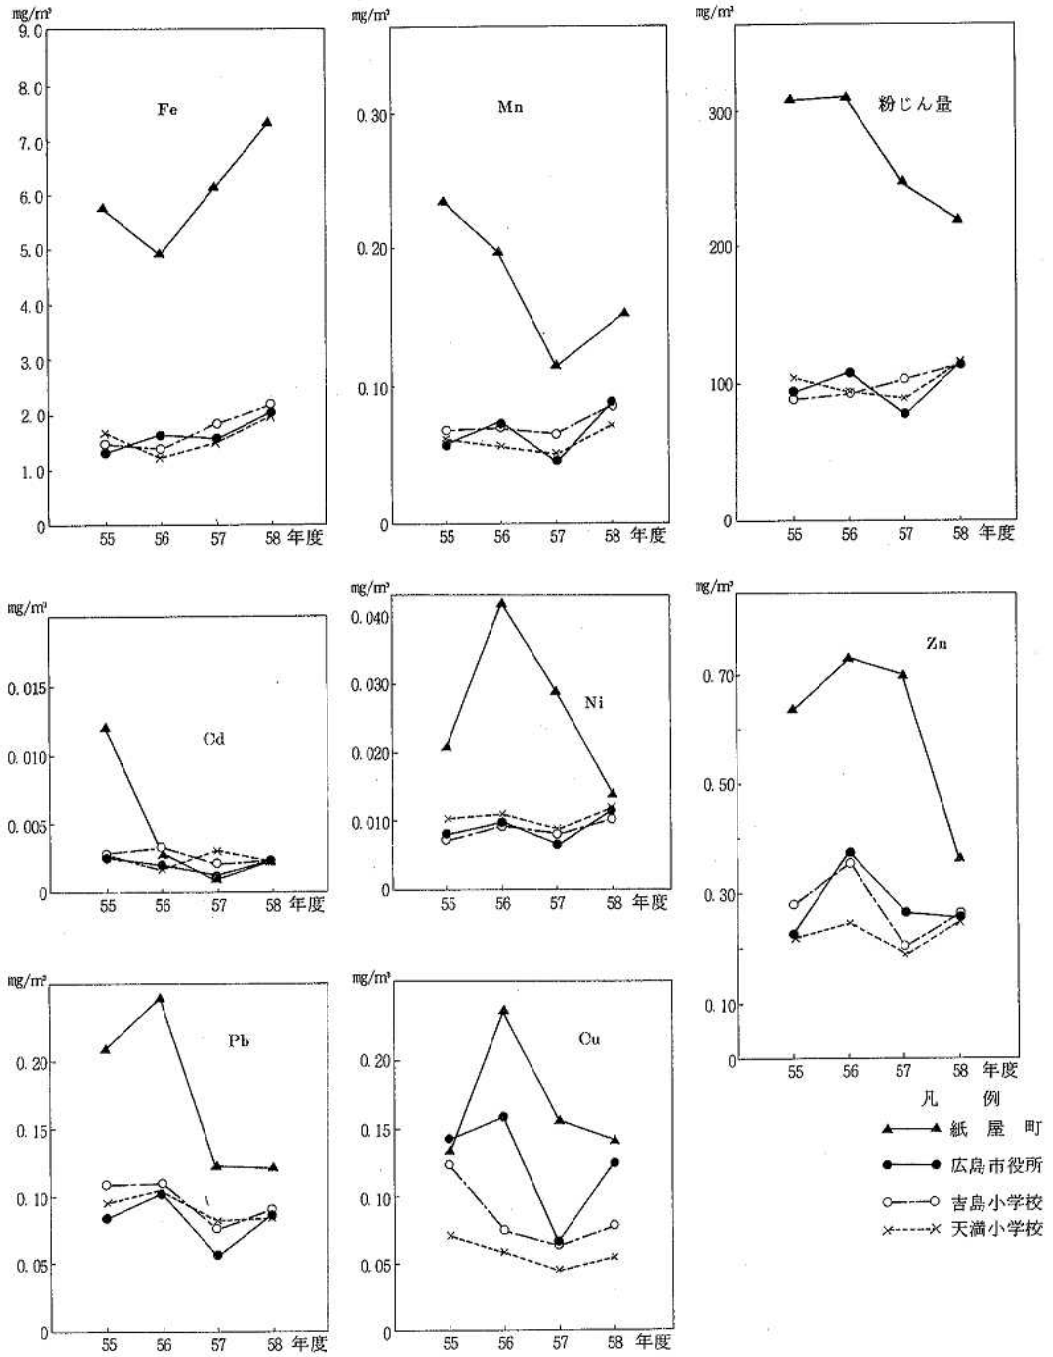 mg/m³
9.0
8.0
7.0
6.0
5.0
4.0
3.0
2.0
1.0
0
Fe
55 56 57 58 年度
mg/m³
0.30
0.20
0.10
0
Mn
55 56 57 58 年度
mg/m³
300
200
100
0
粉じん量
55 56 57 58 年度
mg/m³
0.015
0.010
0.005
0
Cd
55 56 57 58 年度
mg/m³
0.040
0.030
0.020
0.010
0
Ni
55 56 57 58 年度
mg/m³
0.70
0.50
0.30
0.10
0
Zn
55 56 57 58 年度
mg/m³
0.20
0.15
0.10
0.05
0
Pb
55 56 57 58 年度
mg/m³
0.20
0.15
0.10
0.05
0
Cu
55 56 57 58 年度
凡 例
紙 屋 町
広島市役所
吉島小学校
天満小学校